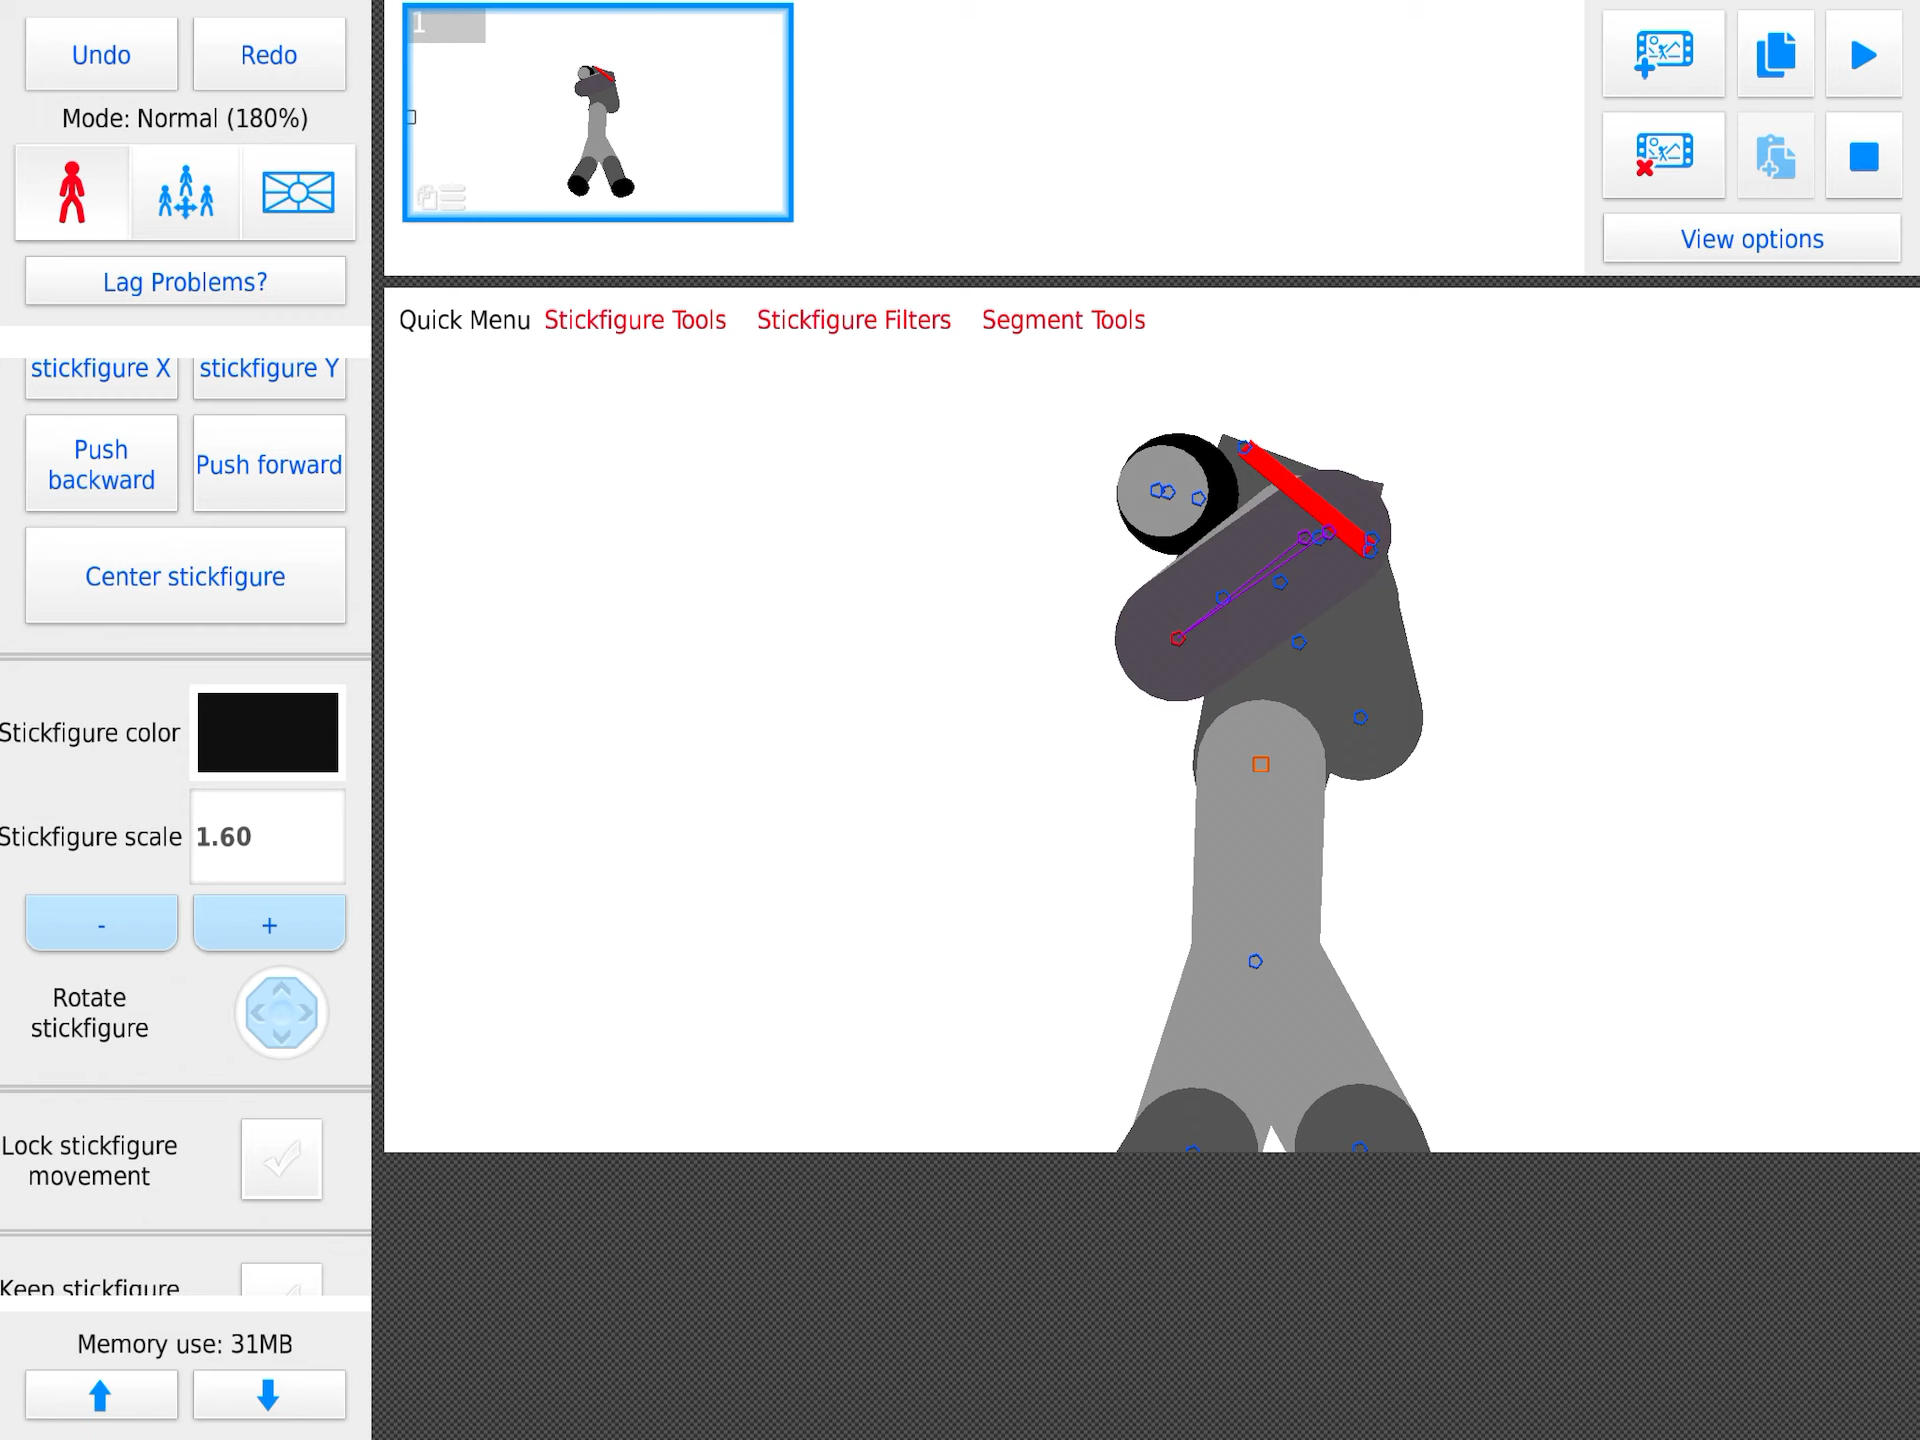 Undo
Redo
Mode: Normal (180%)
Lag Problems?
stickfigure X
stickfigure Y
Push
backward
Push forward
Center stickfigure
Stickfigure color
Stickfigure scale
1.60
-
+
Rotate
stickfigure
Lock stickfigure
movement
Keep stickfigure
Memory use: 31MB
1
View options
Quick Menu
Stickfigure Tools
Stickfigure Filters
Segment Tools